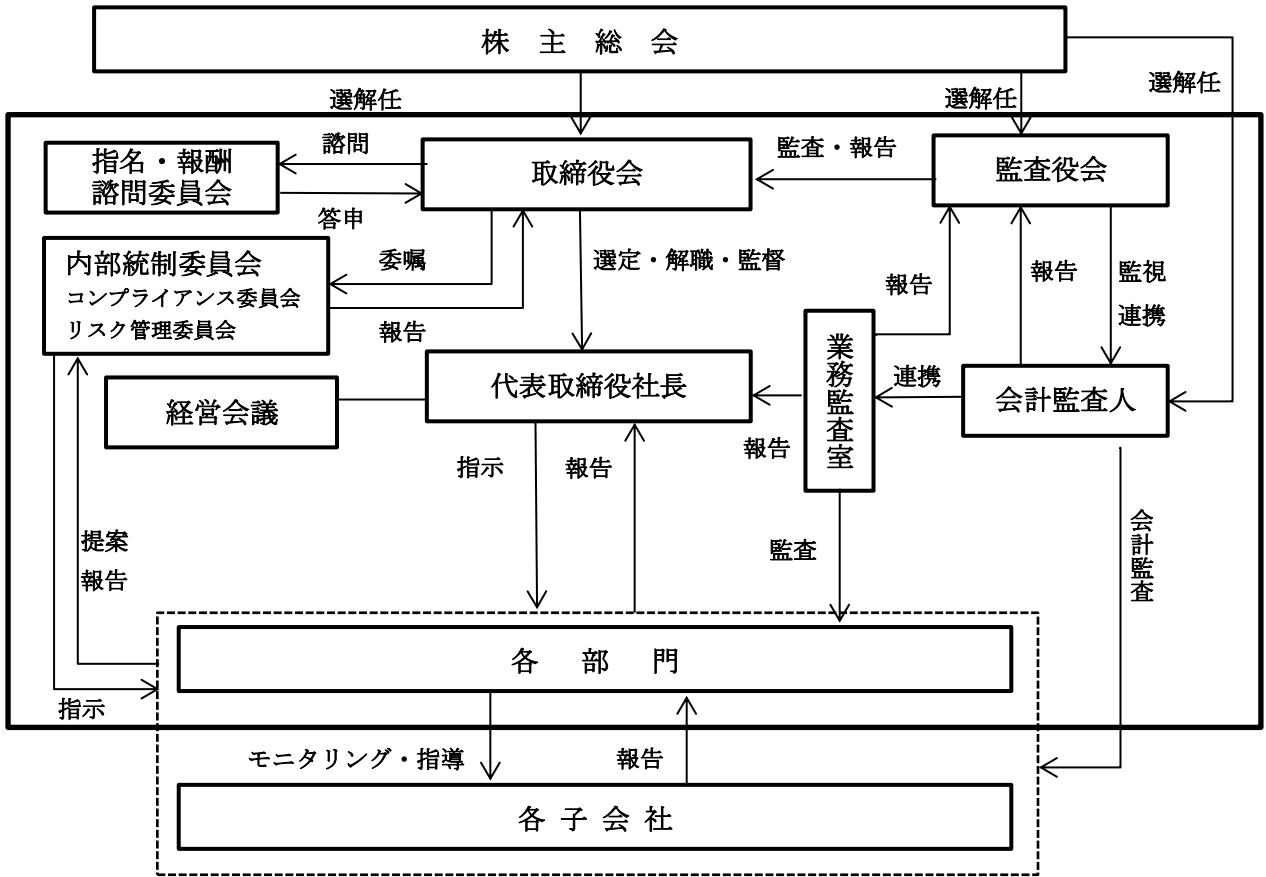 株主総会
選解任
選解任
選解任
指名・報酬
諮問委員会
諮問
答申
取締役会
監査・報告
監査役会
内部統制委員会
コンプライアンス委員会
リスク管理委員会
委嘱
報告
選定・解職・監督
報告
報告
監視
連携
経営会議
代表取締役社長
報告
業務監査室
連携
会計監査人
指示
報告
監査
会計監査
提案
報告
指示
各部門
モニタリング・指導
報告
各子会社